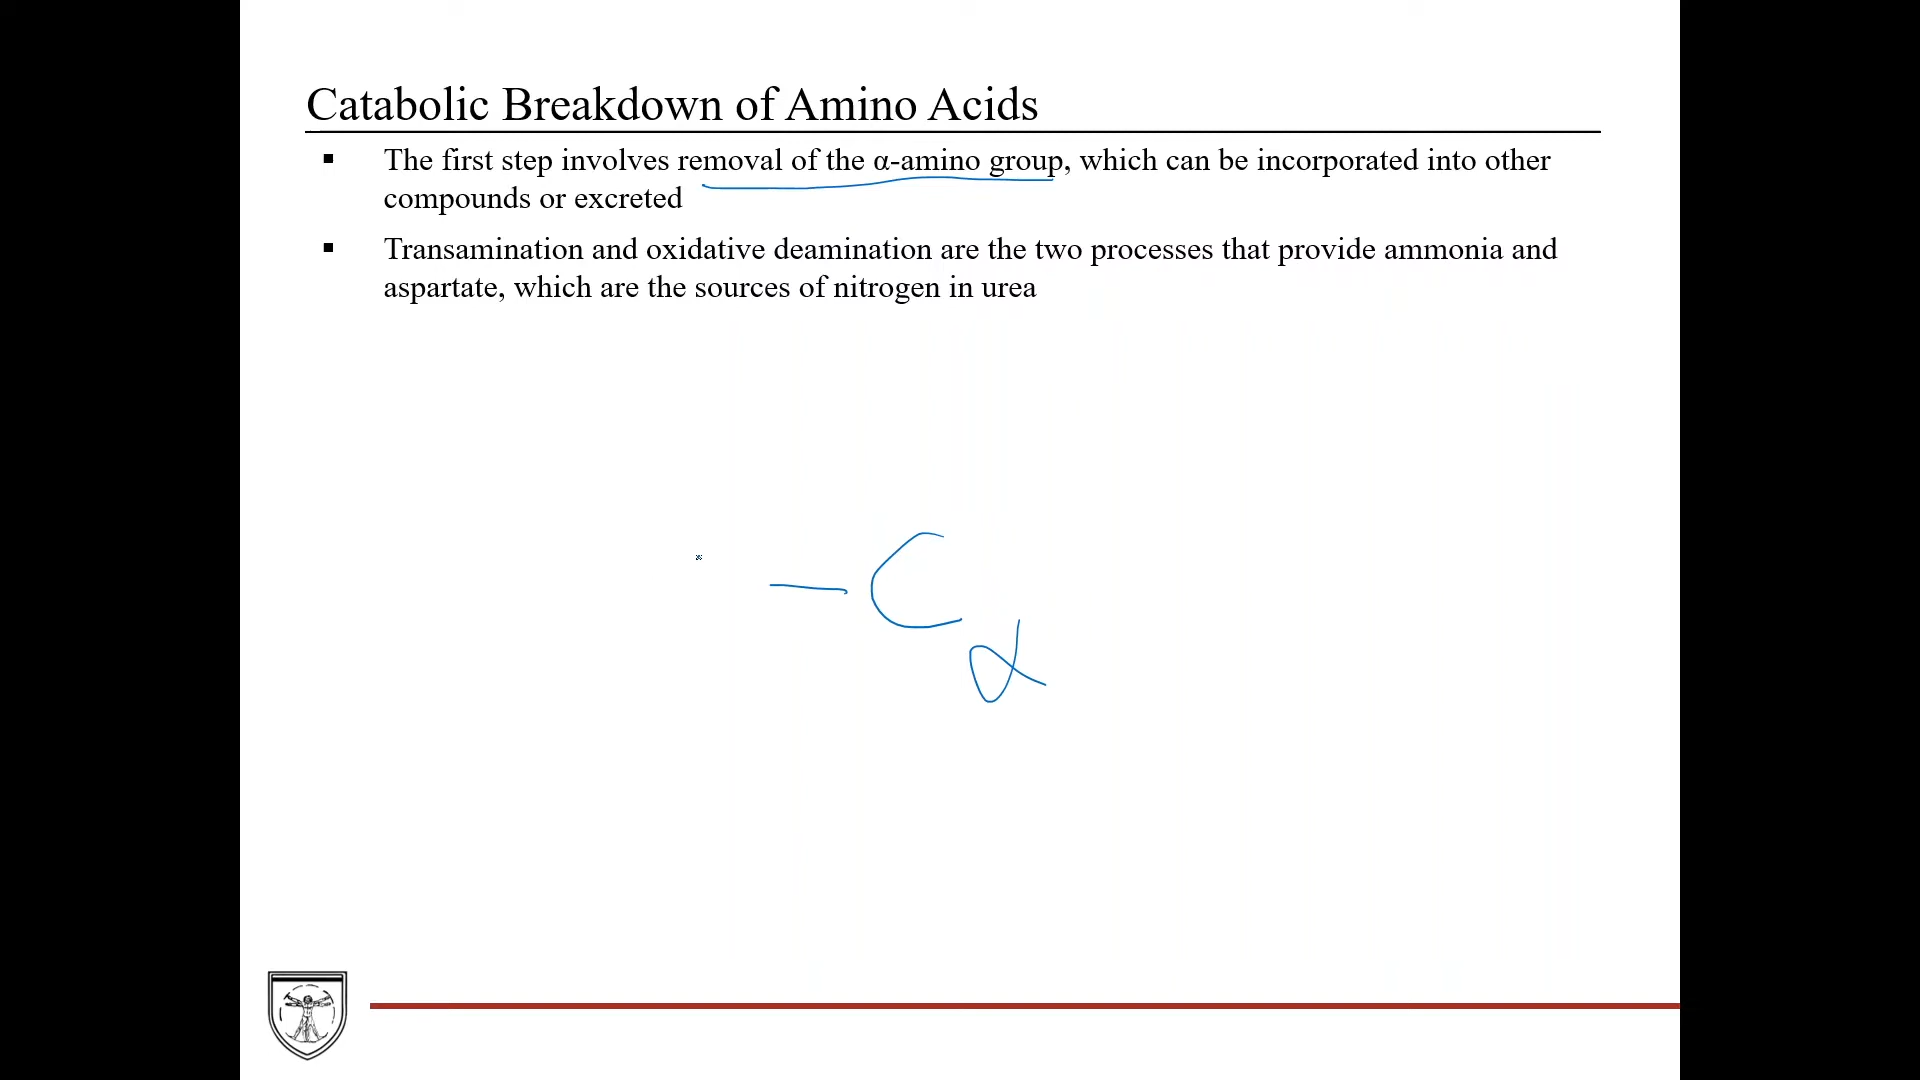 Catabolic Breakdown of Amino Acids
▪ The first step involves removal of the α-amino group, which can be incorporated into other
compounds or excreted
▪ Transamination and oxidative deamination are the two processes that provide ammonia and
aspartate, which are the sources of nitrogen in urea
— C
α